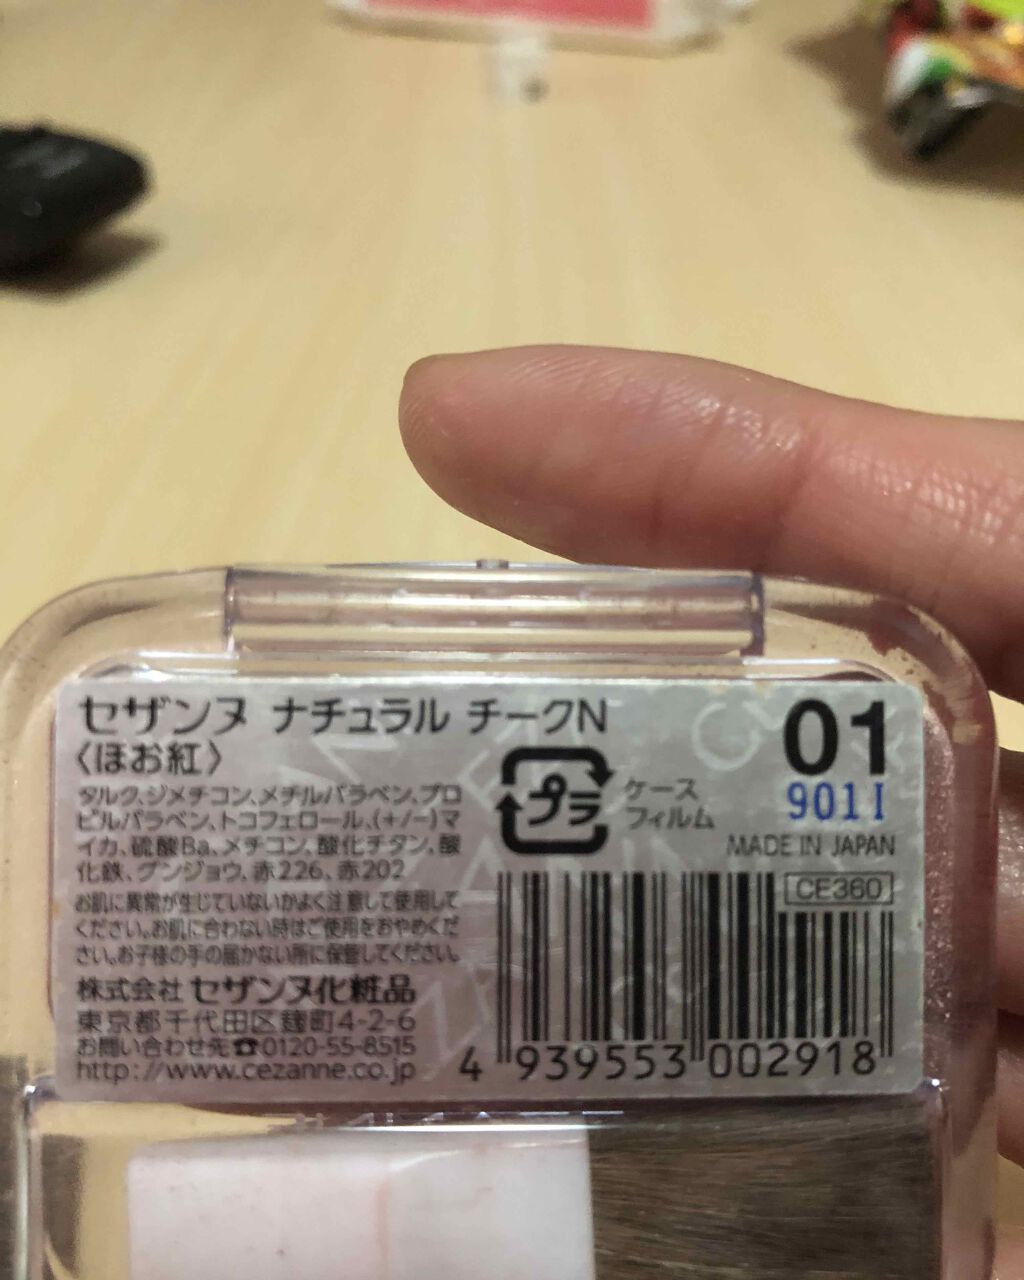 セザンヌ ナチュラル チークN
〈ほお紅〉
01
901I
MADE IN JAPAN
CE360
プラ
ケース
フィルム
タルク、ジメチコン、メチルパラベン、プロ
ピルパラベン、トコフェロール、(+/-)マ
イカ、硫酸Ba、メチコン、酸化チタン、酸
化鉄、グンジョウ、赤226、赤202
お肌に異常が生じていないかよく注意して使用して
ください。お肌に合わない時はご使用をおやめくだ
さい。お子様の手の届かない所に保管してください。
株式会社 セザンヌ化粧品
東京都千代田区麹町4-2-6
お問い合わせ先☎0120-55-8515
http://www.cezanne.co.jp
4 939553 002918